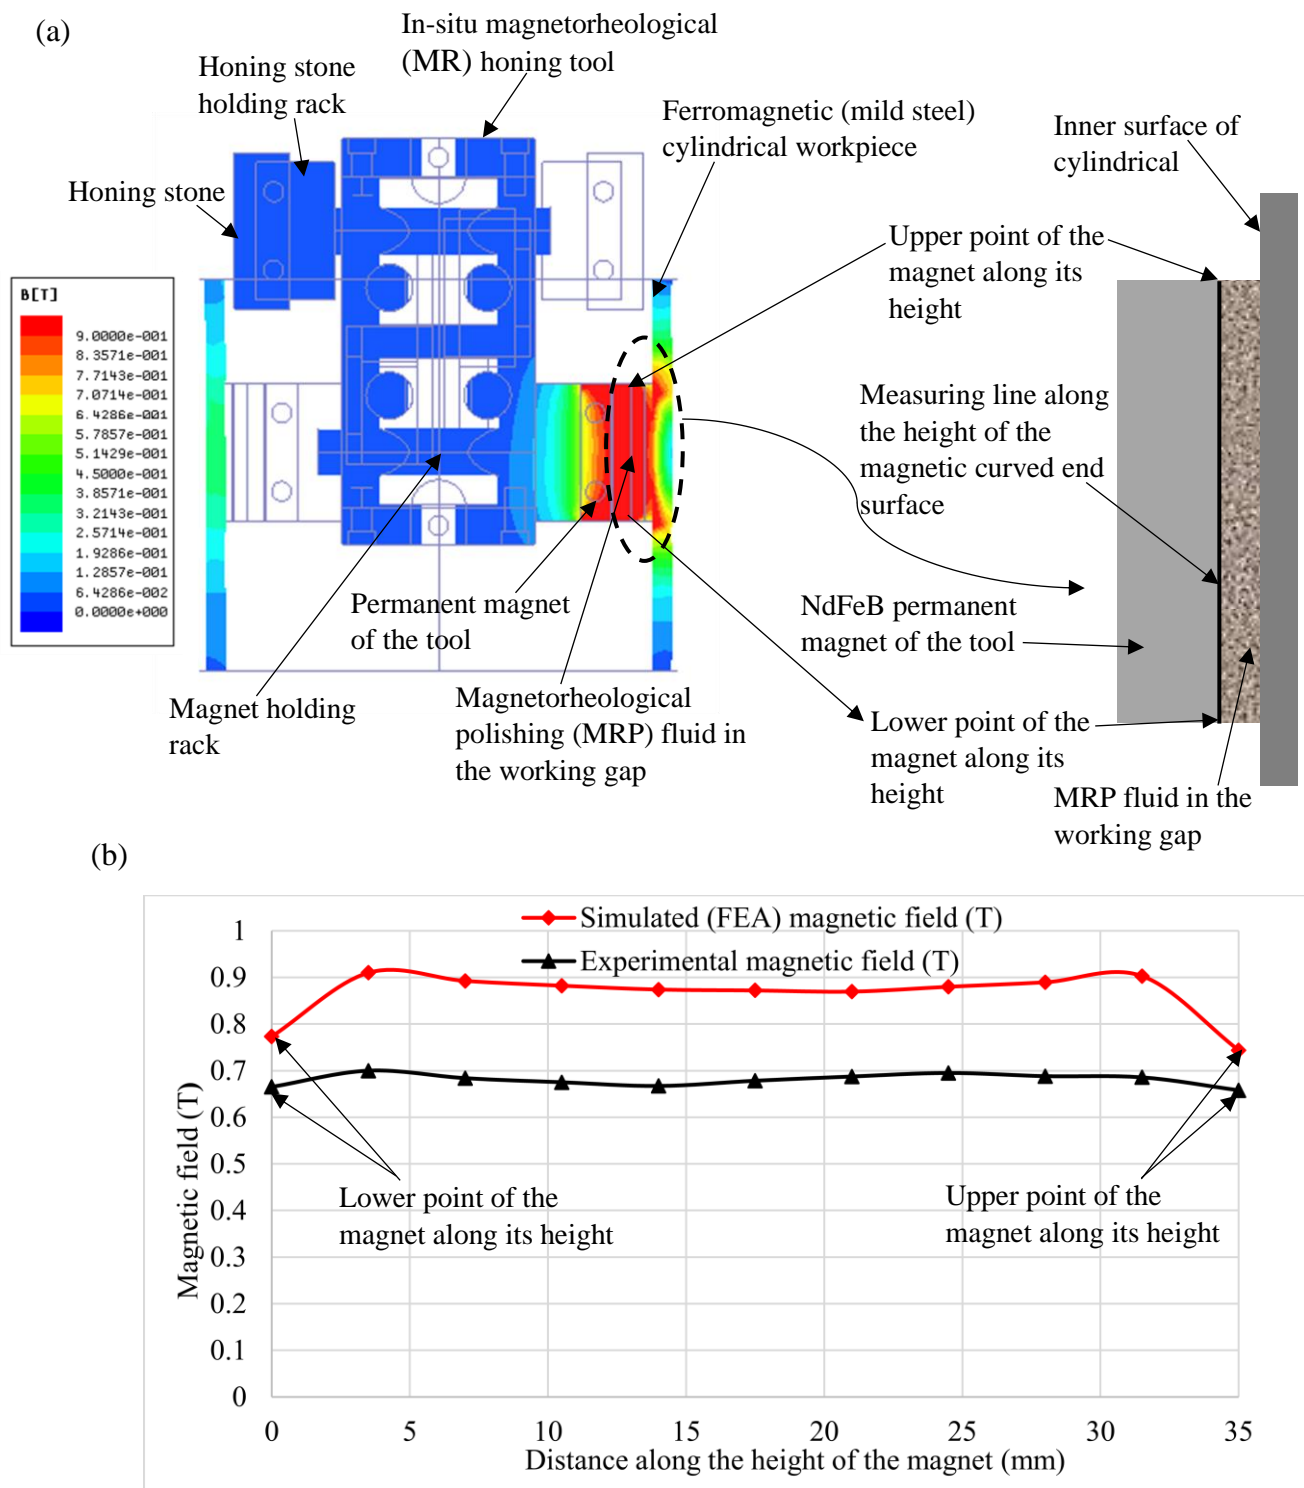 (a)
In-situ magnetorheological
(MR) honing tool
Honing stone
holding rack
Honing stone
Ferromagnetic (mild steel)
cylindrical workpiece
Inner surface of
cylindrical
Upper point of the
magnet along its
height
B[T]
9.0000e-001
8.3571e-001
7.7143e-001
7.0714e-001
6.4286e-001
5.7857e-001
5.1429e-001
4.5000e-001
3.8571e-001
3.2143e-001
2.5714e-001
1.9286e-001
1.2857e-001
6.4286e-002
0.0000e+000
Measuring line along
the height of the
magnetic curved end
surface
NdFeB permanent
magnet of the tool
Permanent magnet
of the tool
Magnet holding
rack
Magnetorheological
polishing (MRP) fluid in
the working gap
Lower point of the
magnet along its
height
MRP fluid in the
working gap
(b)
Simulated (FEA) magnetic field (T)
Experimental magnetic field (T)
Magnetic field (T)
1
0.9
0.8
0.7
0.6
0.5
0.4
0.3
0.2
0.1
0
Lower point of the
magnet along its height
Upper point of the
magnet along its height
0 5 10 15 20 25 30 35
Distance along the height of the magnet (mm)